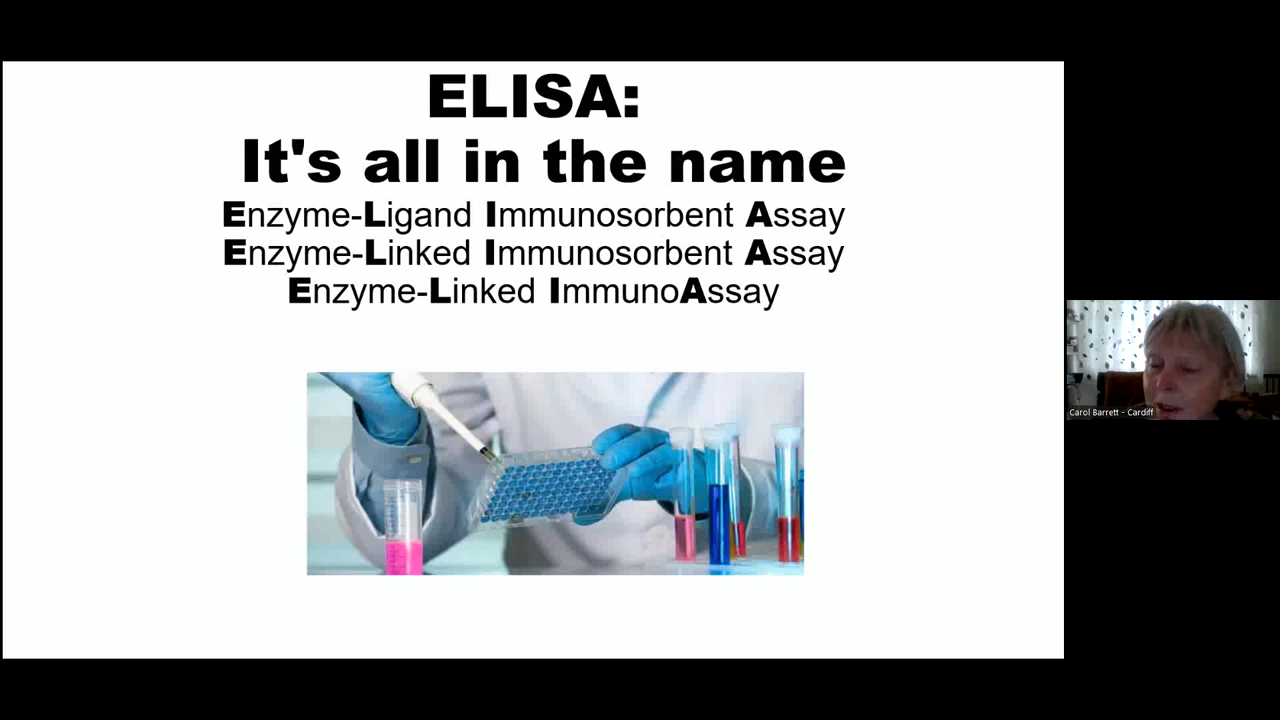 ELISA:
It's all in the name
Enzyme-Ligand Immunosorbent Assay
Enzyme-Linked Immunosorbent Assay
Enzyme-Linked ImmunoAssay
Carol Barrett - Cardiff